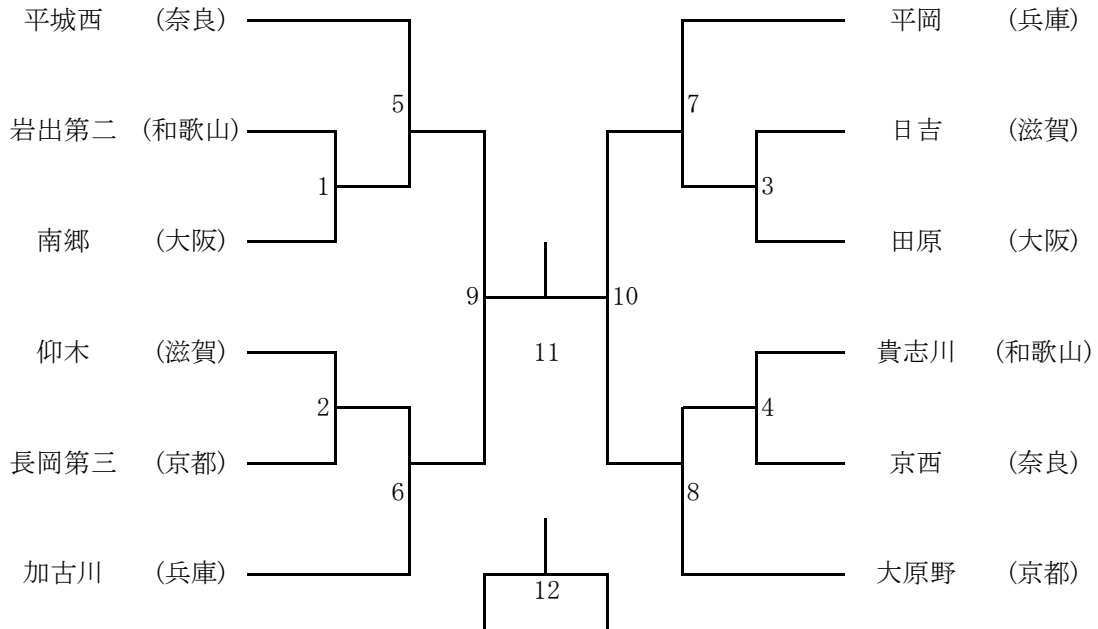 平城西 (奈良) 平岡 (兵庫)
5 7
岩出第二 (和歌山) 日吉 (滋賀)
1 3
南郷 (大阪) 田原 (大阪)
9 10
仰木 (滋賀) 11 貴志川 (和歌山)
2 4
長岡第三 (京都) 京西 (奈良)
6 8
加古川 (兵庫) 大原野 (京都)
12